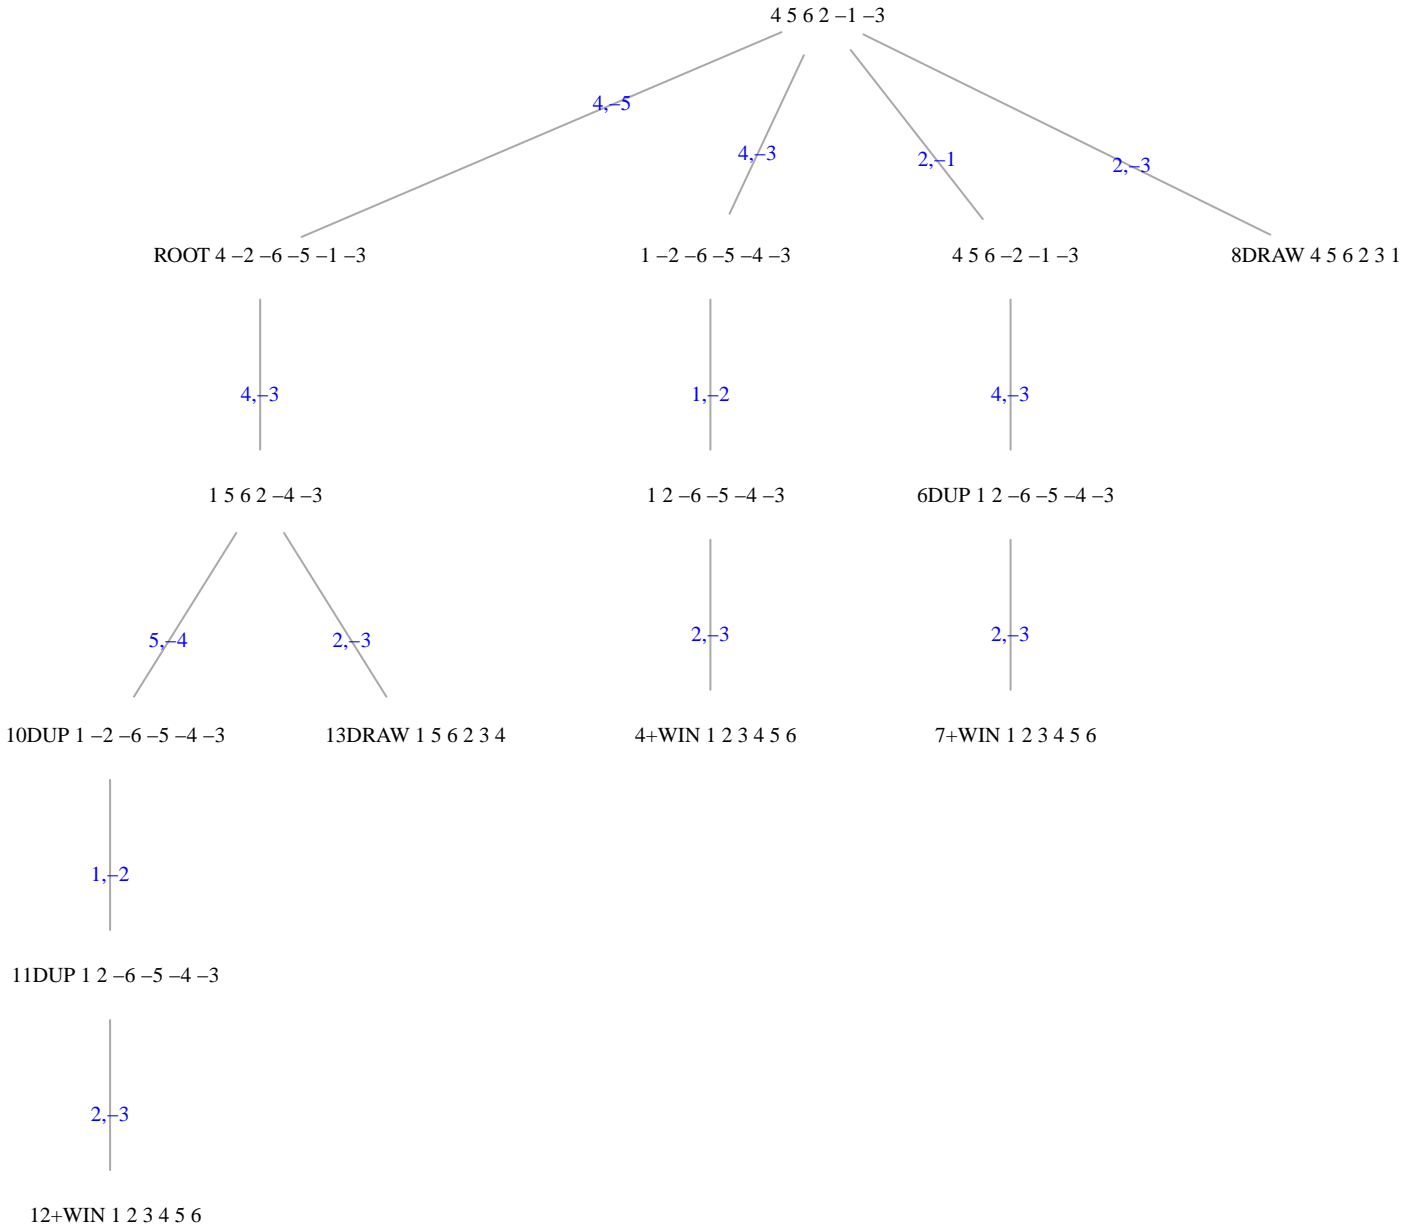 4 5 6 2 –1 –3
4,–5
4,–3
2,–1
2,–3
ROOT 4 –2 –6 –5 –1 –3
1 –2 –6 –5 –4 –3
4 5 6 –2 –1 –3
8DRAW 4 5 6 2 3 1
4,–3
1,–2
4,–3
1 5 6 2 –4 –3
1 2 –6 –5 –4 –3
6DUP 1 2 –6 –5 –4 –3
5,–4
2,–3
2,–3
2,–3
10DUP 1 –2 –6 –5 –4 –3
13DRAW 1 5 6 2 3 4
4+WIN 1 2 3 4 5 6
7+WIN 1 2 3 4 5 6
1,–2
11DUP 1 2 –6 –5 –4 –3
2,–3
12+WIN 1 2 3 4 5 6